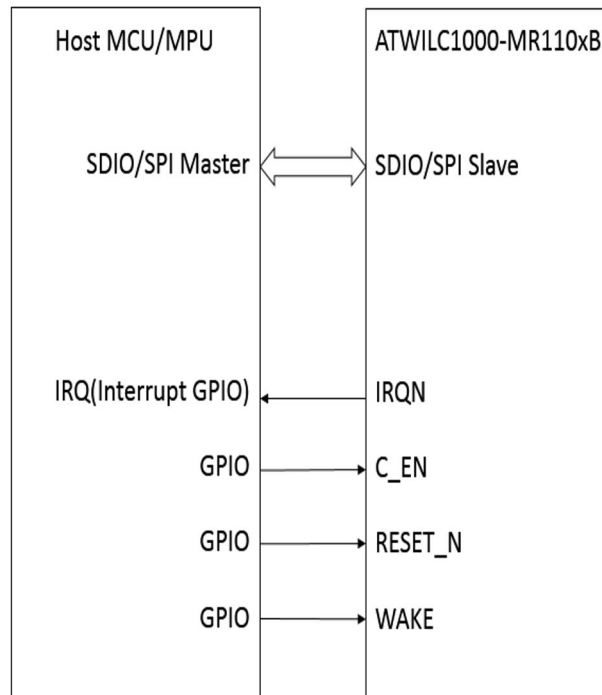 Host MCU/MPU
ATWILC1000-MR110xB
SDIO/SPI Master
SDIO/SPI Slave
IRQ(Interrupt GPIO)
IRQN
GPIO
C_EN
GPIO
RESET_N
GPIO
WAKE